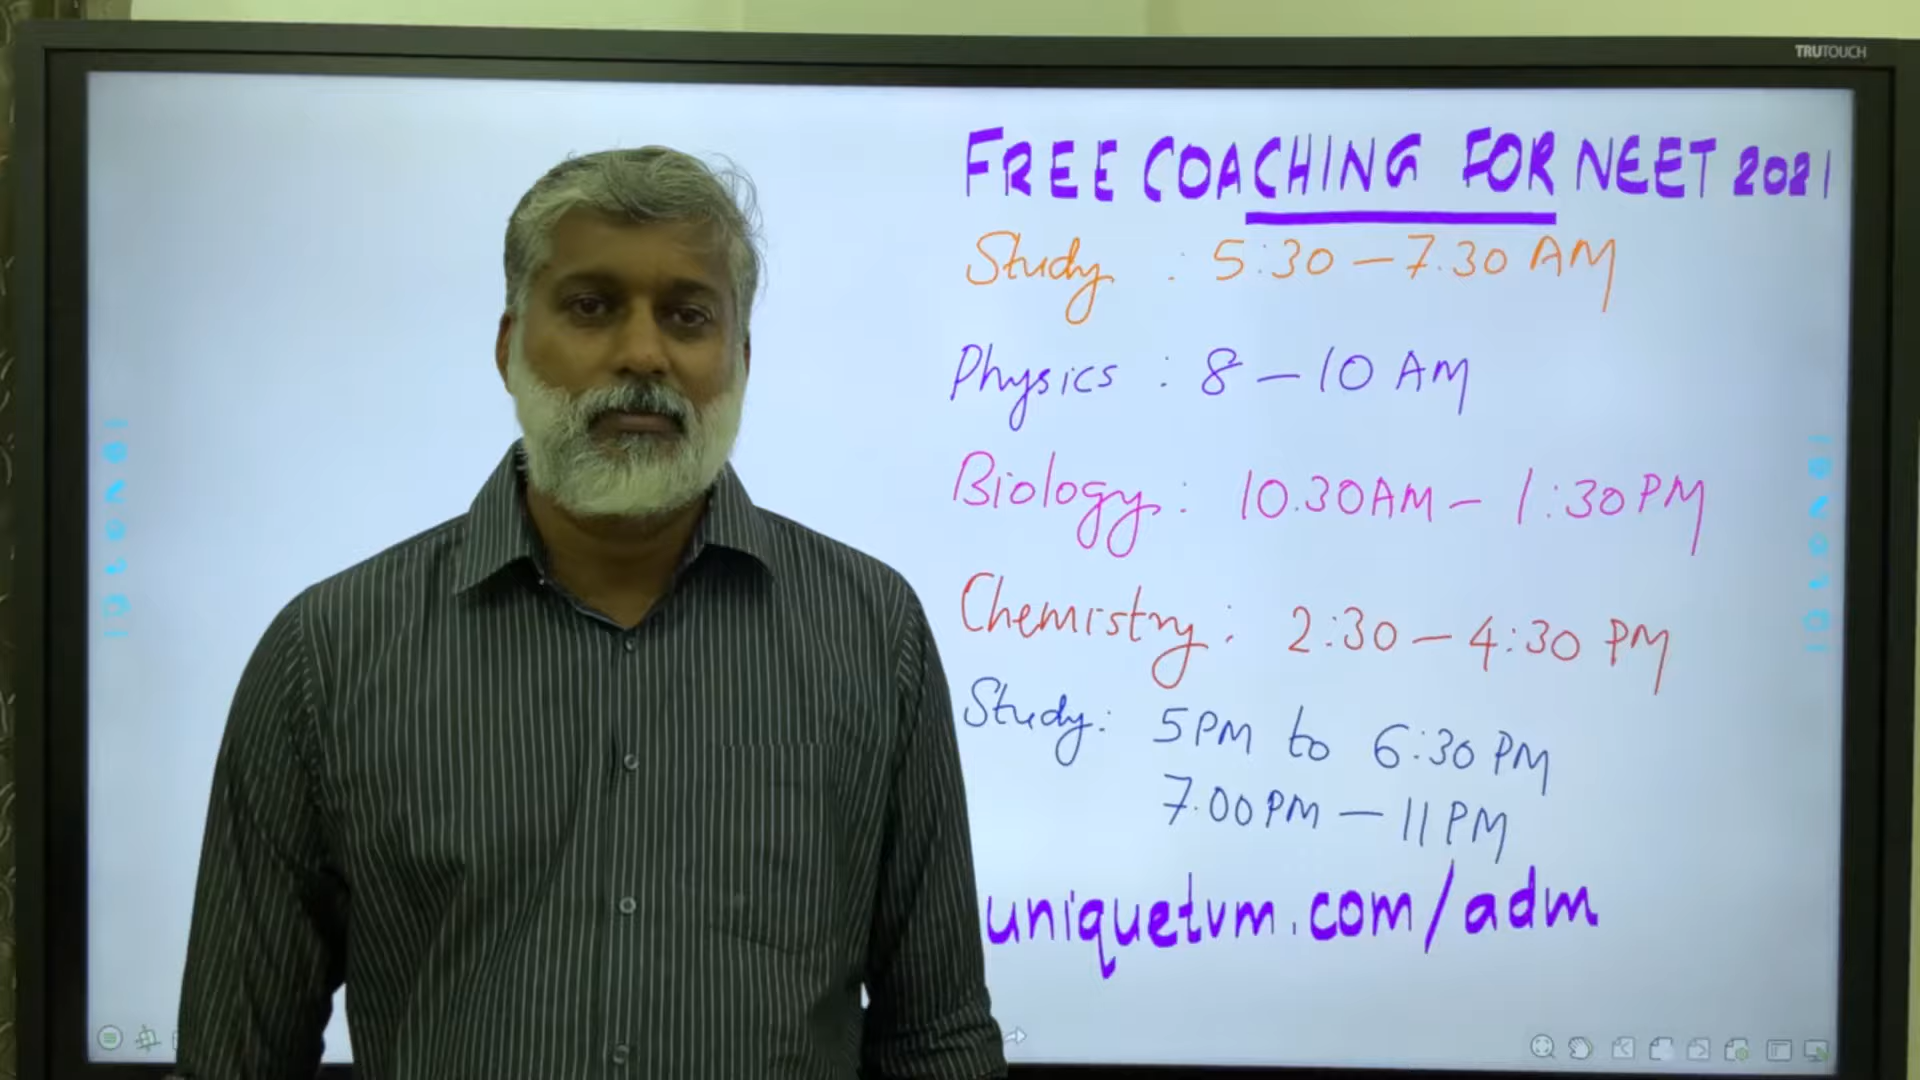 TRUTOUCH
FREE COACHING FOR NEET 2021
Study : 5:30 – 7.30 AM
Physics : 8 – 10 AM
Biology : 10.30AM – 1:30PM
Chemistry : 2:30 – 4:30 PM
Study: 5PM to 6:30 PM
7.00PM – 11 PM
uniquetvm.com/adm